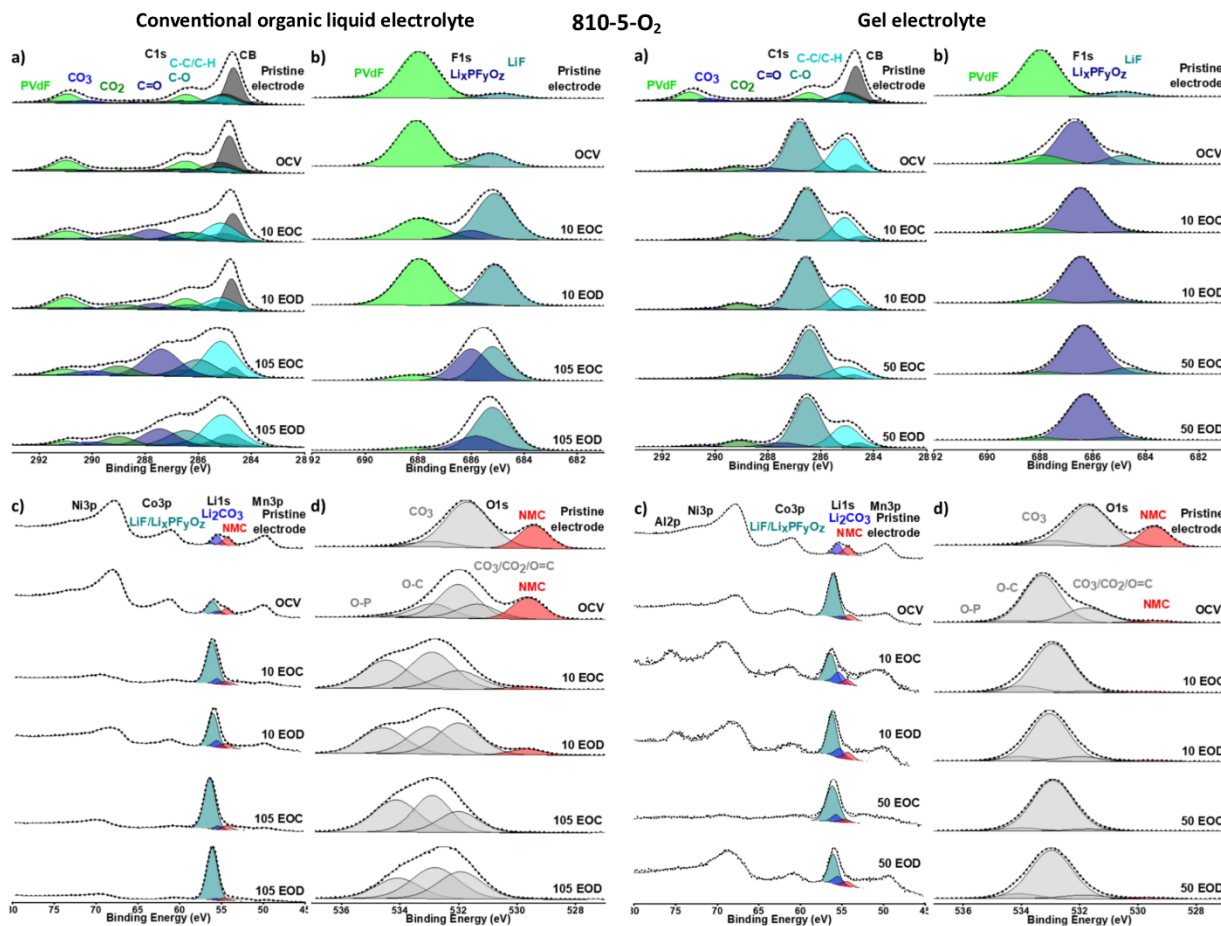 Conventional organic liquid electrolyte
810-5-O₂
Gel electrolyte
a)
C1s
C-C/C-H
CB
PVdF
CO₃
CO₂
C=O
C-O
Pristine
electrode
OCV
10 EOC
10 EOD
105 EOC
105 EOD
292 290 288 286 284 28
Binding Energy (eV)
b)
F1s
LiF
PVdF
LiₓPFyOz
Pristine
electrode
OCV
10 EOC
10 EOD
105 EOC
105 EOD
92 690 688 686 684 682
Binding Energy (eV)
a)
C1s
C-C/C-H
CB
PVdF
CO₃
CO₂
C=O
C-O
Pristine
electrode
OCV
10 EOC
10 EOD
50 EOC
50 EOD
292 290 288 286 284 28
Binding Energy (eV)
b)
F1s
LiF
PVdF
LiₓPFyOz
Pristine
electrode
OCV
10 EOC
10 EOD
50 EOC
50 EOD
92 690 688 686 684 682
Binding Energy (eV)
c)
Ni3p
Co3p
LiF/LiₓPFyOz
Li1s
Li₂CO₃
NMC
Mn3p
Pristine
electrode
OCV
10 EOC
10 EOD
105 EOC
105 EOD
80 75 70 65 60 55 50 45
Binding Energy (eV)
d)
CO₃
O1s
NMC
Pristine
electrode
CO₃/CO₂/O=C
O-C
O-P
NMC
OCV
10 EOC
10 EOD
105 EOC
105 EOD
536 534 532 530 528
Binding Energy (eV)
c)
Al2p
Ni3p
Co3p
LiF/LiₓPFyOz
Li1s
Li₂CO₃
NMC
Mn3p
Pristine
electrode
OCV
10 EOC
10 EOD
50 EOC
50 EOD
80 75 70 65 60 55 50 45
Binding Energy (eV)
d)
CO₃
O1s
NMC
Pristine
electrode
O-C
CO₃/CO₂/O=C
O-P
NMC
OCV
10 EOC
10 EOD
50 EOC
50 EOD
536 534 532 530 528
Binding Energy (eV)